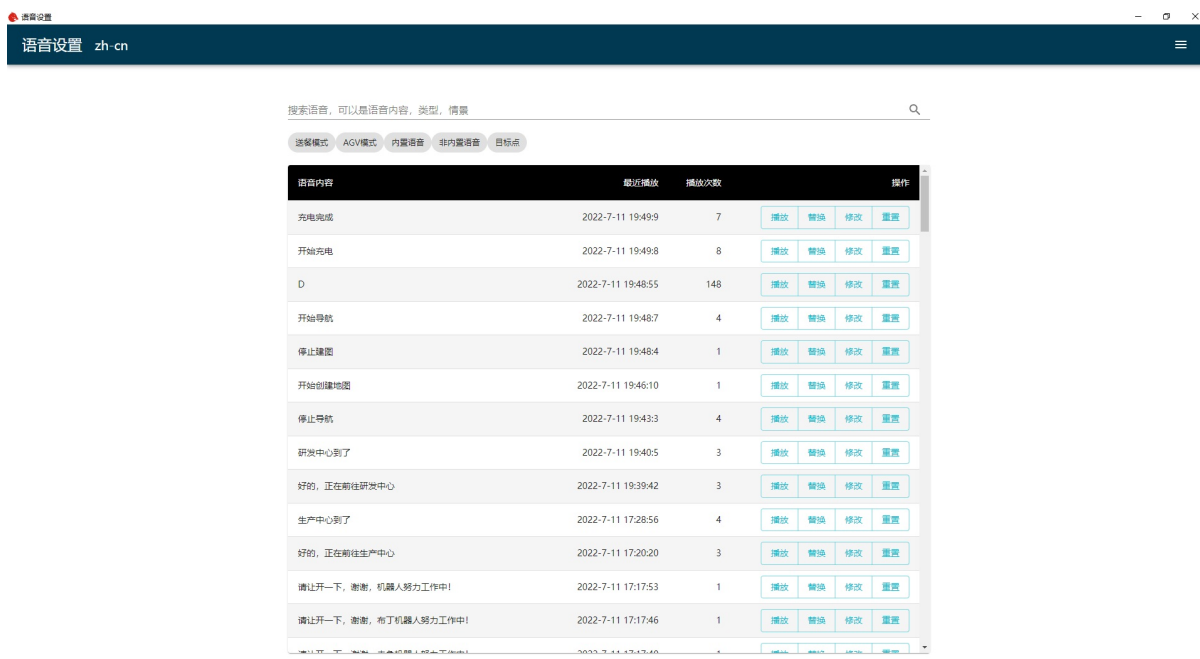 语音设置
语音设置 zh-cn
搜索语音，可以是语音内容，类型，情景
送餐模式 AGV模式 内置语音 非内置语音 目标点
语音内容 最近播放 播放次数 操作
充电完成 2022-7-11 19:49:9 7 播放 替换 修改 重置
开始充电 2022-7-11 19:49:8 8 播放 替换 修改 重置
D 2022-7-11 19:48:55 148 播放 替换 修改 重置
开始导航 2022-7-11 19:48:7 4 播放 替换 修改 重置
停止建图 2022-7-11 19:48:4 1 播放 替换 修改 重置
开始创建地图 2022-7-11 19:46:10 1 播放 替换 修改 重置
停止导航 2022-7-11 19:43:3 4 播放 替换 修改 重置
研发中心到了 2022-7-11 19:40:5 3 播放 替换 修改 重置
好的，正在前往研发中心 2022-7-11 19:39:42 3 播放 替换 修改 重置
生产中心到了 2022-7-11 17:28:56 4 播放 替换 修改 重置
好的，正在前往生产中心 2022-7-11 17:20:20 3 播放 替换 修改 重置
请让开一下，谢谢，机器人努力工作中！ 2022-7-11 17:17:53 1 播放 替换 修改 重置
请让开一下，谢谢，布丁机器人努力工作中！ 2022-7-11 17:17:46 1 播放 替换 修改 重置